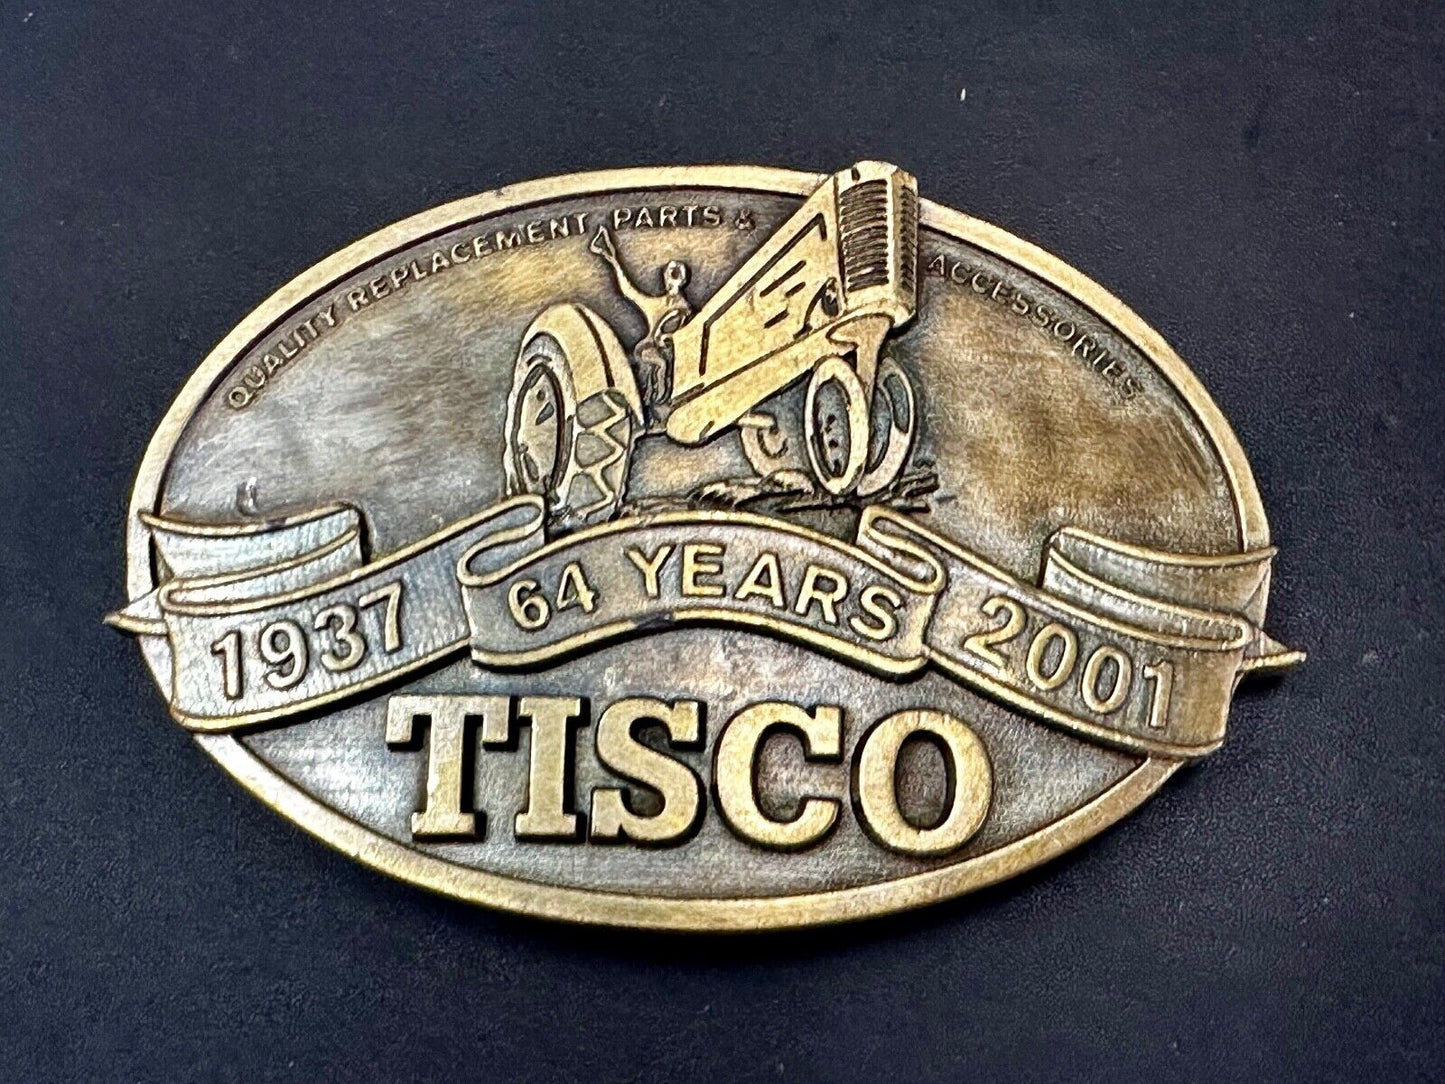 QUALITY REPLACEMENT PARTS & ACCESSORIES
1937 64 YEARS 2001
TISCO